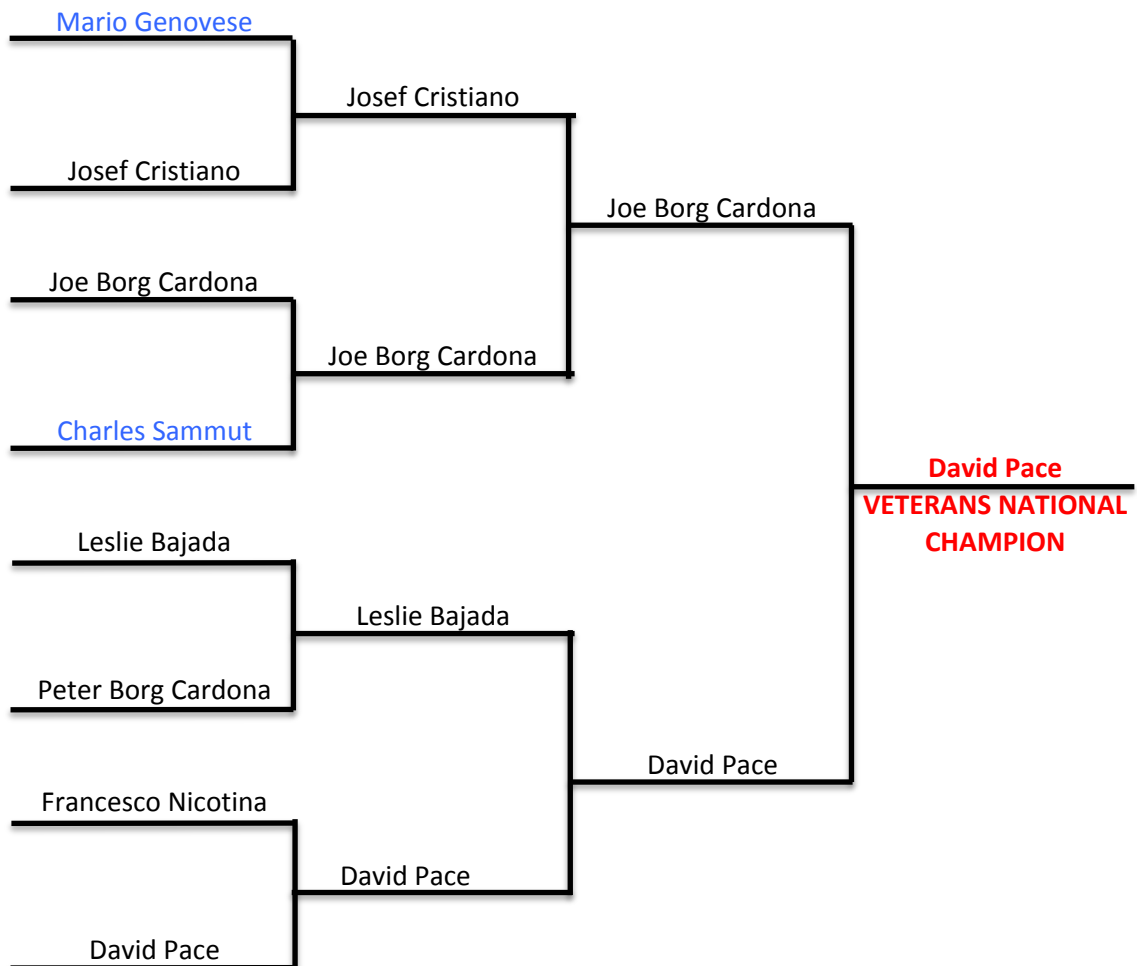 Mario Genovese
Josef Cristiano
Josef Cristiano
Joe Borg Cardona
Joe Borg Cardona
Joe Borg Cardona
Charles Sammut
David Pace
VETERANS NATIONAL
CHAMPION
Leslie Bajada
Leslie Bajada
Peter Borg Cardona
David Pace
Francesco Nicotina
David Pace
David Pace